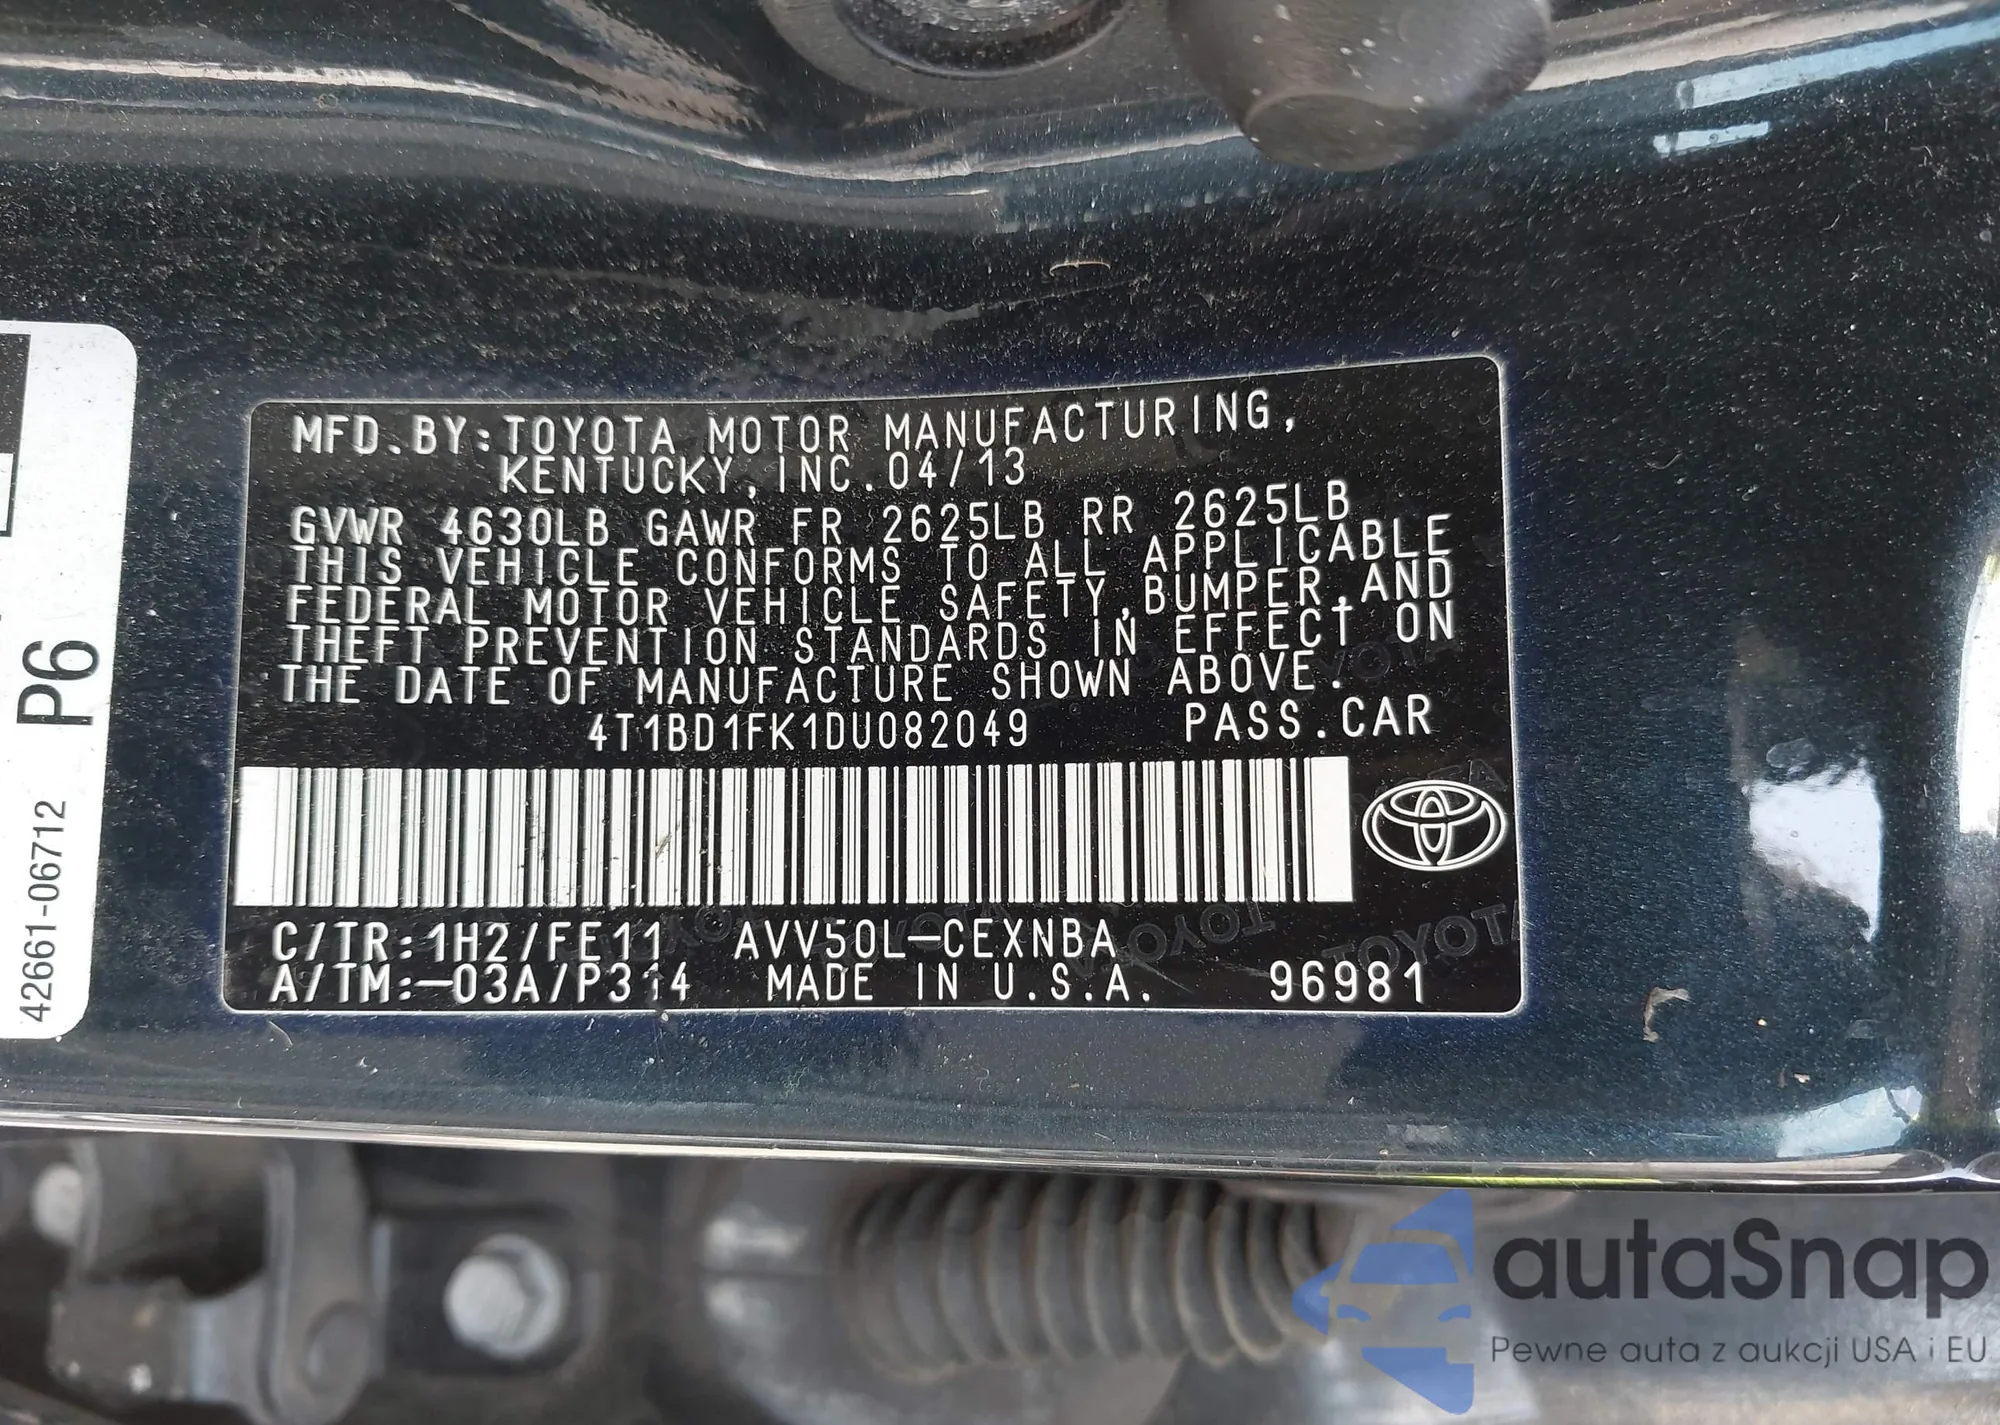 MFD.BY:TOYOTA MOTOR MANUFACTURING,
KENTUCKY,INC.04/13
GVWR 4630LB GAWR FR 2625LB RR 2625LB
THIS VEHICLE CONFORMS TO ALL APPLICABLE
FEDERAL MOTOR VEHICLE SAFETY,BUMPER,AND
THEFT PREVENTION STANDARDS IN EFFECT ON
THE DATE OF MANUFACTURE SHOWN ABOVE.
4T1BD1FK1DU082049 PASS.CAR
C/TR:1H2/FE11 AVV50L-CEXNBA
A/TM:-03A/P314 MADE IN U.S.A. 96981
P6
42661-06712
TOYOTA
TOYOTA
TOYOTA
autaSnap
Pewne auta z aukcji USA i EU